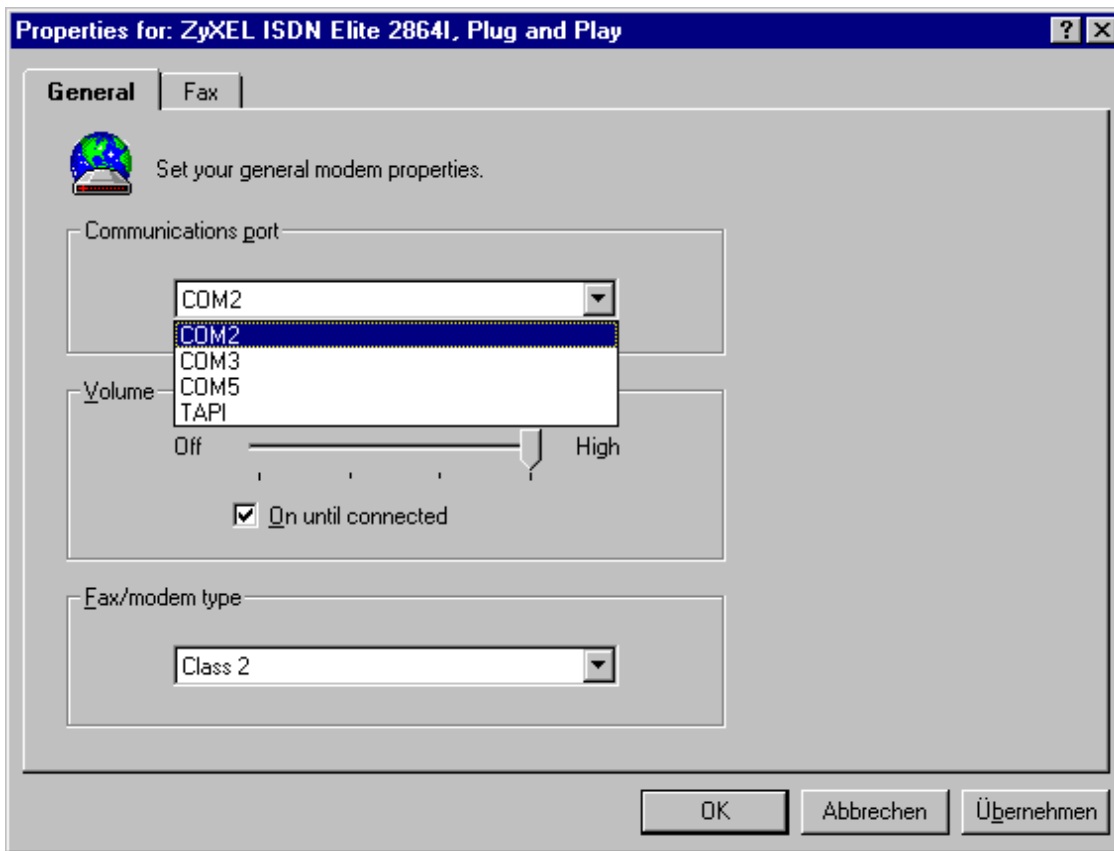 Properties for: ZyXEL ISDN Elite 2864I, Plug and Play
General Fax
Set your general modem properties.
Communications port
COM2
COM2
COM3
COM5
TAPI
Volume
Off High
On until connected
Fax/modem type
Class 2
OK Abbrechen Übernehmen